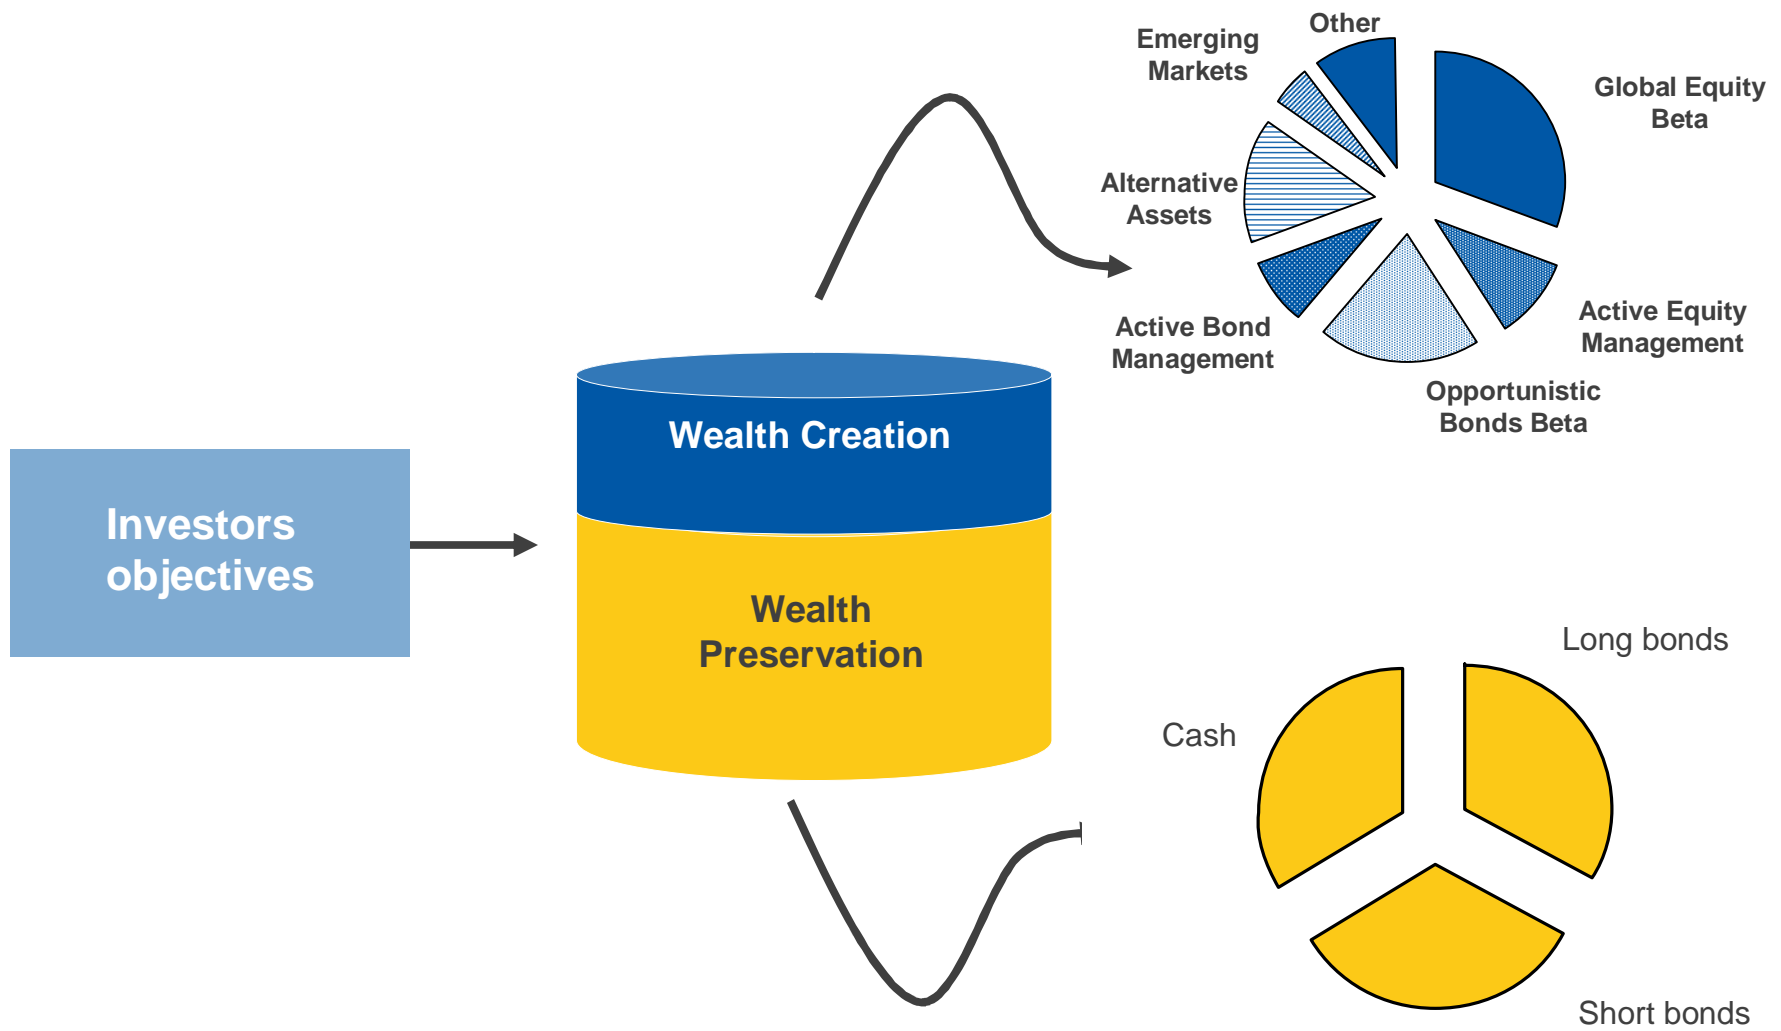 Other
Emerging
Markets
Global Equity
Beta
Alternative
Assets
Active Bond
Management
Active Equity
Management
Opportunistic
Bonds Beta
Wealth Creation
Investors
objectives
Wealth
Preservation
Long bonds
Cash
Short bonds